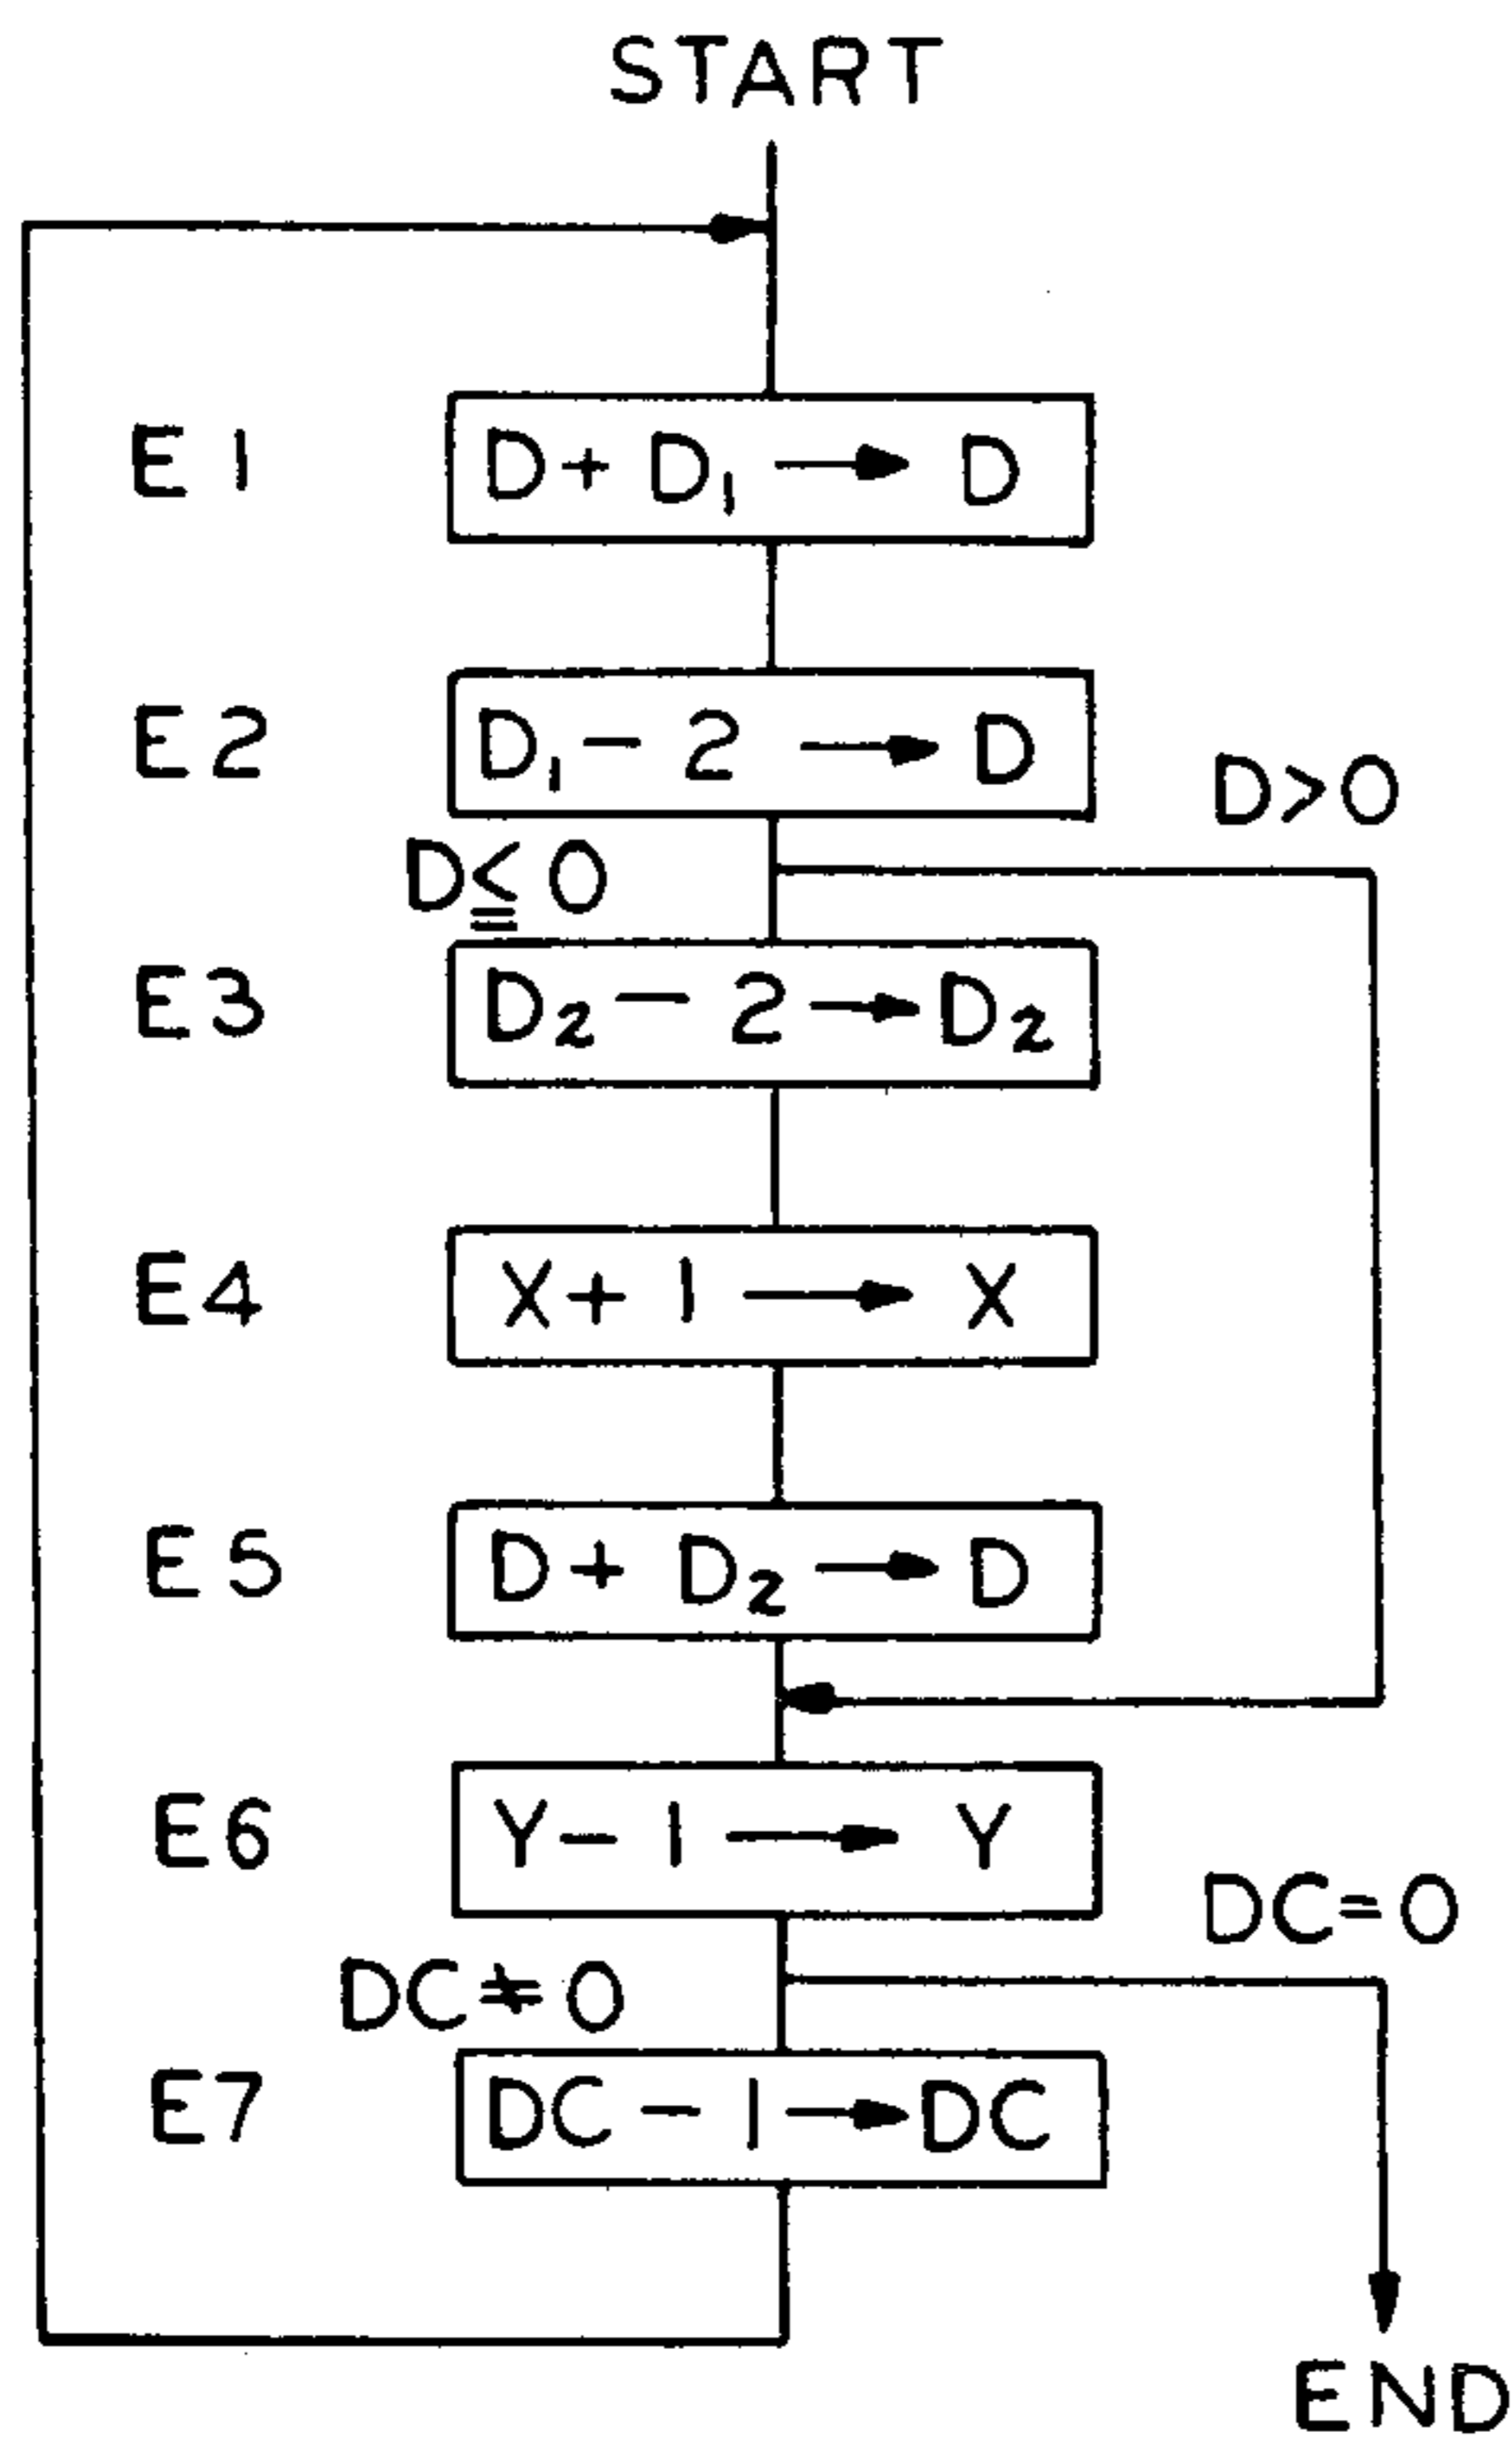 START
E1 D + D₁ → D
E2 D₁ - 2 → D
D>0
D≦0
E3 D₂ - 2 → D₂
E4 X + 1 → X
E5 D + D₂ → D
E6 Y - 1 → Y
DC=0
DC≠0
E7 DC - 1 → DC
END